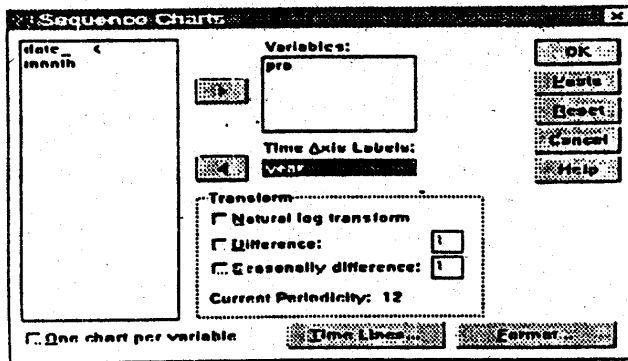 Sequence Charts
date_
month
Variables:
pro
Time Axis Labels:
year
Transform
Natural log transform
Difference: 1
Seasonally difference: 1
Current Periodicity: 12
One chart per variable
Time Lines...
Format...
OK
Paste
Reset
Cancel
Help